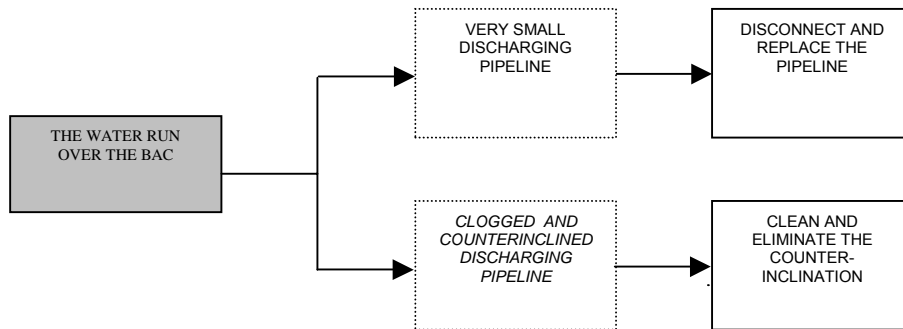 VERY SMALL
DISCHARGING
PIPELINE
DISCONNECT AND
REPLACE THE
PIPELINE
THE WATER RUN
OVER THE BAC
CLOGGED AND
COUNTERINCLINED
DISCHARGING
PIPELINE
CLEAN AND
ELIMINATE THE
COUNTER-
INCLINATION